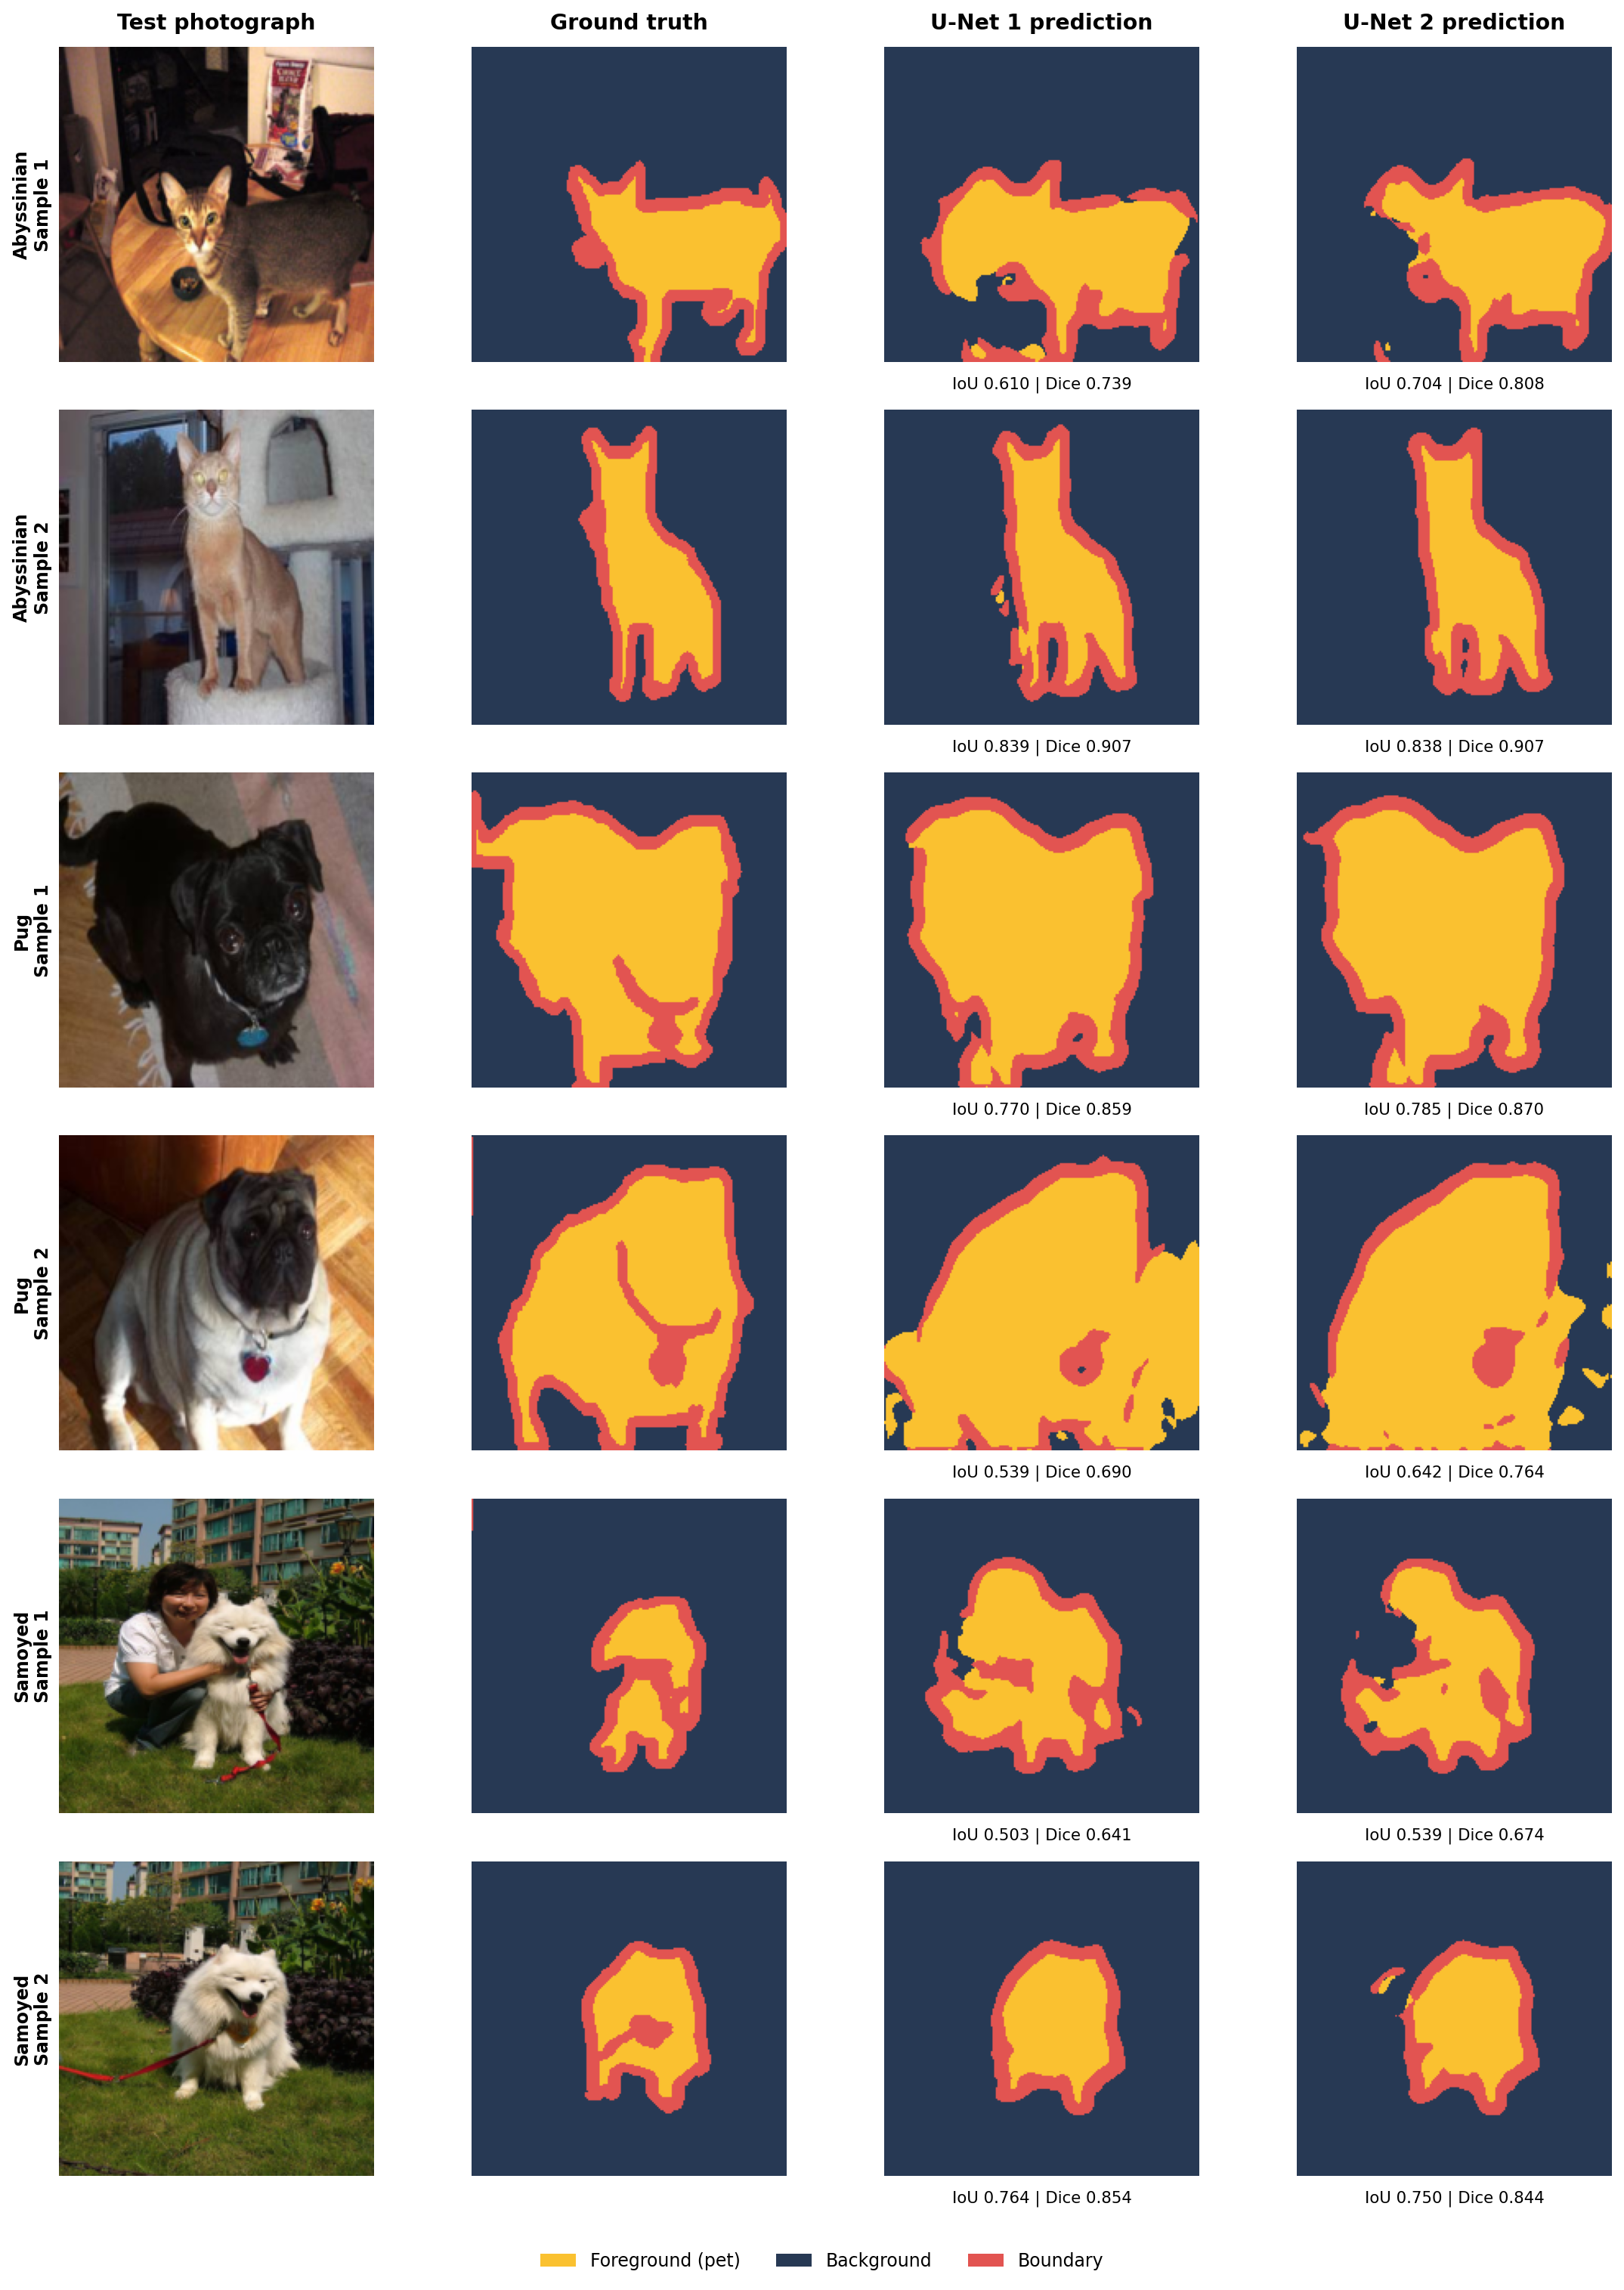 Test photograph
Ground truth
U-Net 1 prediction
U-Net 2 prediction
Abyssinian
Sample 1
IoU 0.610 | Dice 0.739
IoU 0.704 | Dice 0.808
Abyssinian
Sample 2
IoU 0.839 | Dice 0.907
IoU 0.838 | Dice 0.907
Pug
Sample 1
IoU 0.770 | Dice 0.859
IoU 0.785 | Dice 0.870
Pug
Sample 2
IoU 0.539 | Dice 0.690
IoU 0.642 | Dice 0.764
Samoyed
Sample 1
IoU 0.503 | Dice 0.641
IoU 0.539 | Dice 0.674
Samoyed
Sample 2
IoU 0.764 | Dice 0.854
IoU 0.750 | Dice 0.844
Foreground (pet)
Background
Boundary